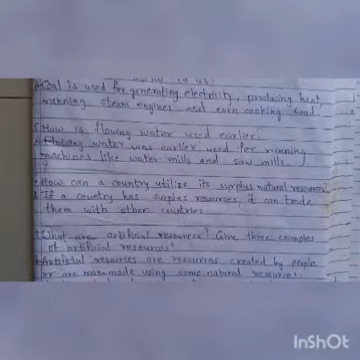 Coal is used for generating electricity, producing heat,
running steam engines and even cooking food.
How is flowing water used earlier.
Flowing water was earlier used for running
machines like water mills and saw mills.
How can a country utilize its surplus natural resources
If a country has surplus resources, it can trade
them with other countries.
What are artificial resources? Give three examples
of artificial resources?
Artificial resources are resources created by people
or are man-made using some natural resource.
InShOt